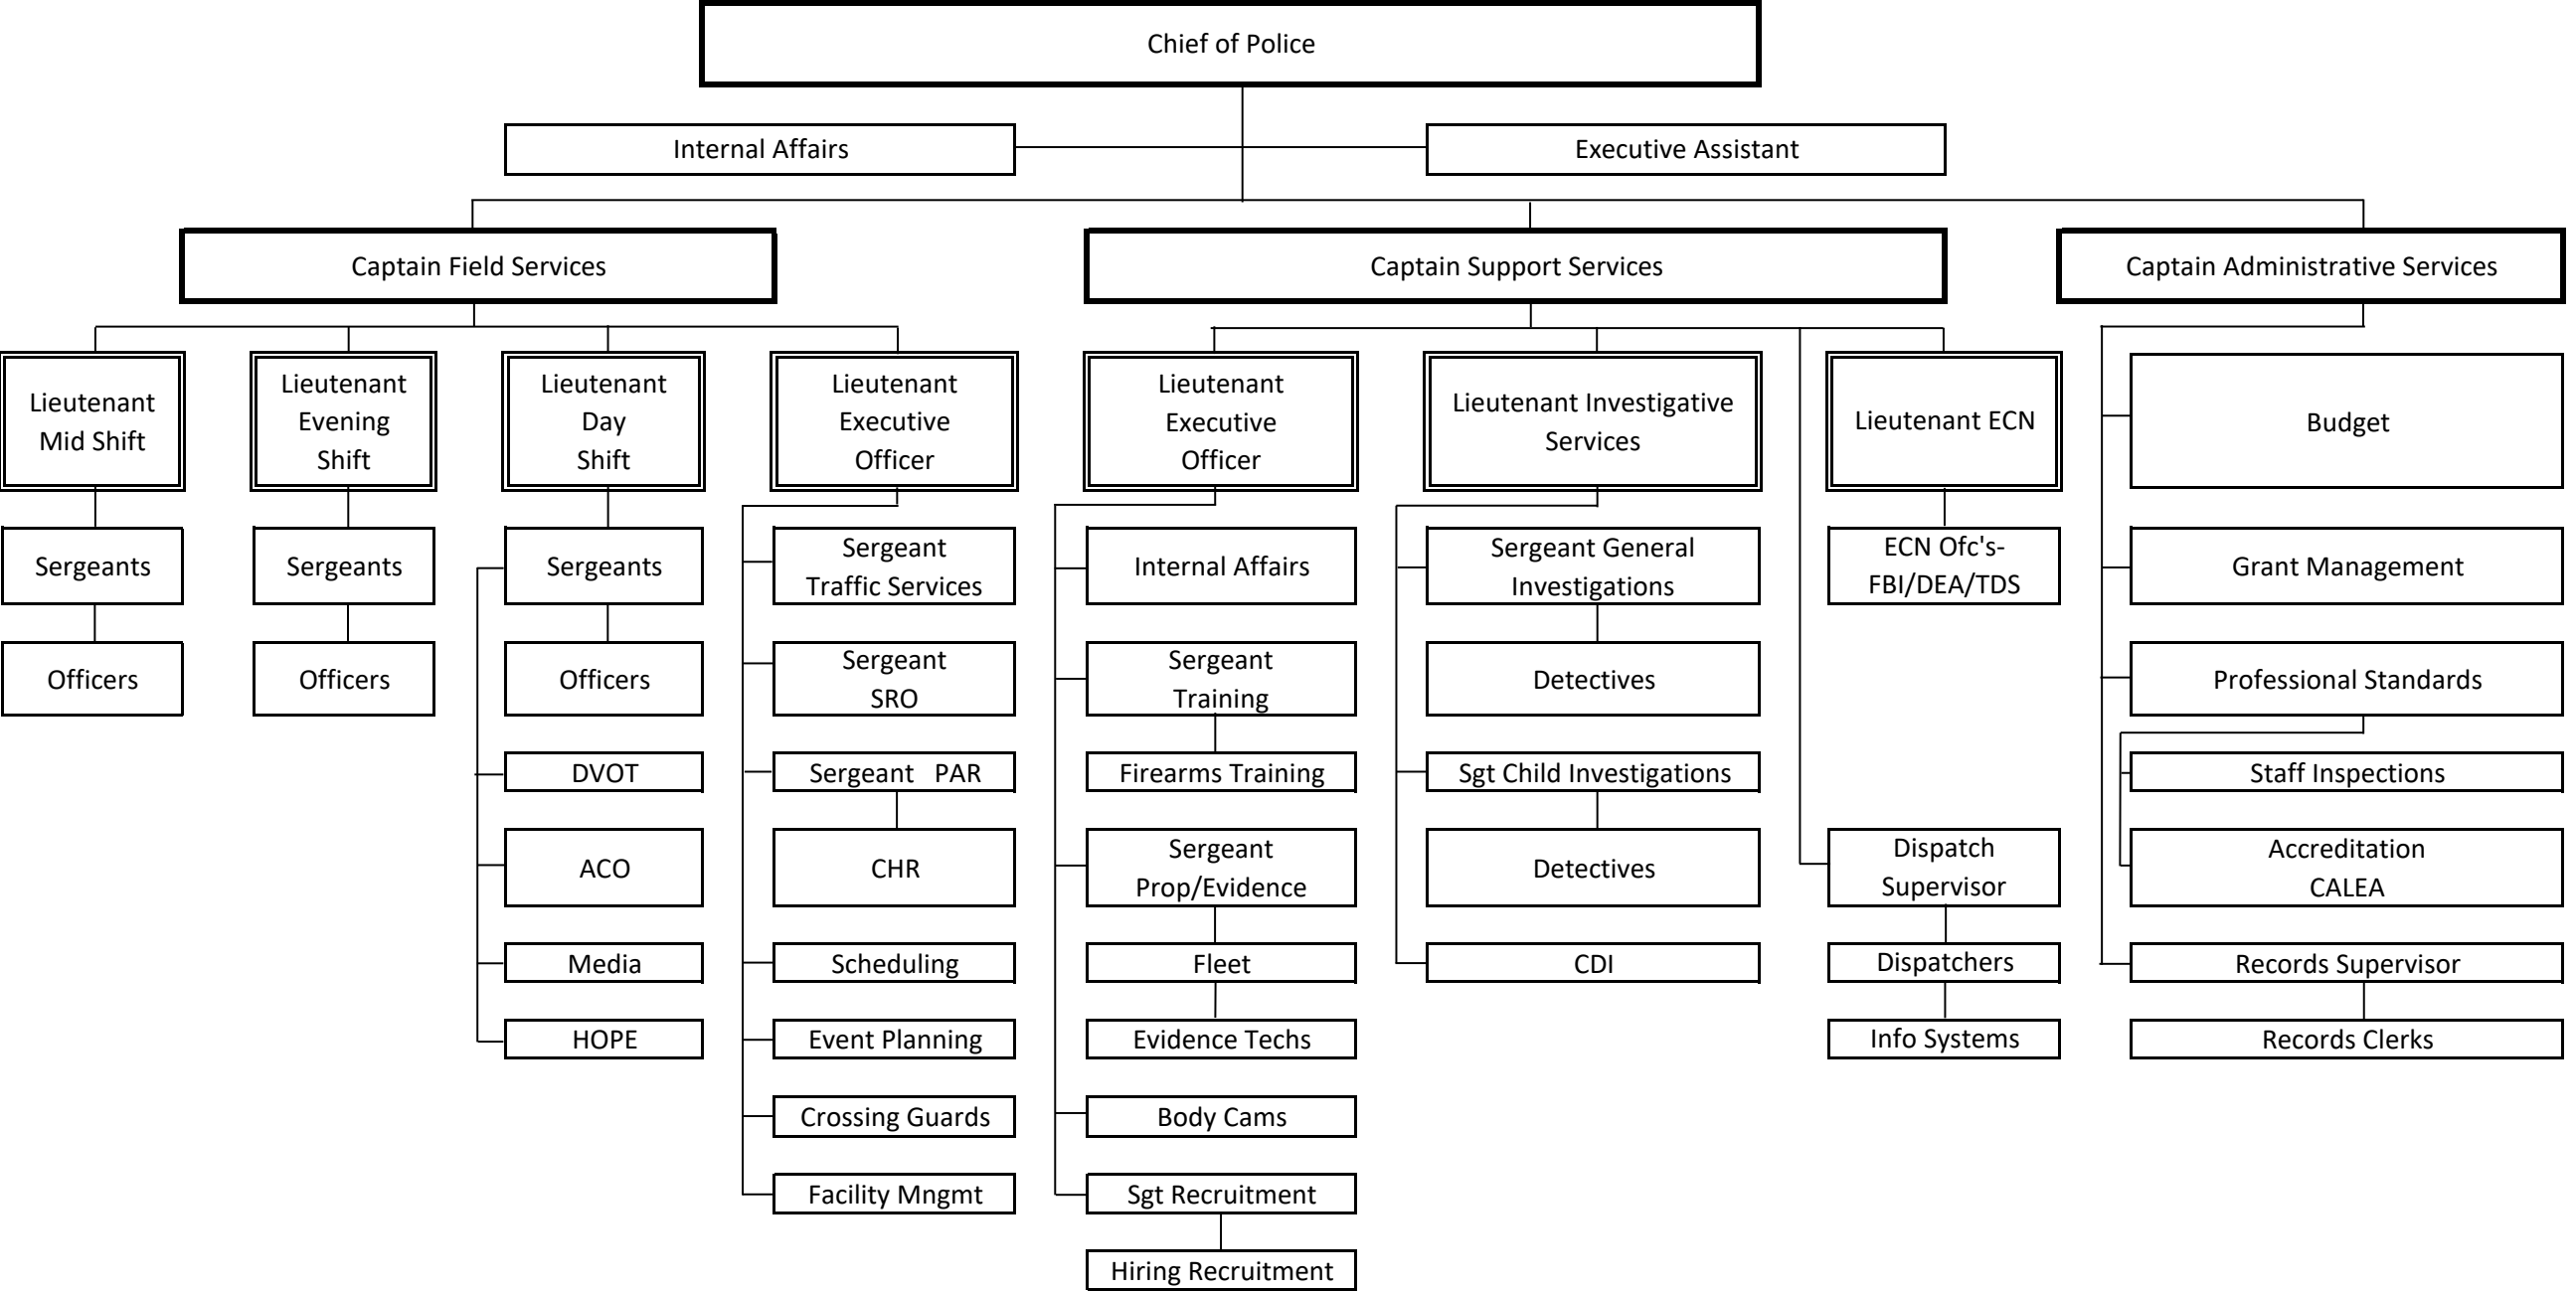 Chief of Police
Internal Affairs
Executive Assistant
Captain Field Services
Captain Support Services
Captain Administrative Services
Lieutenant
Mid Shift
Lieutenant
Evening
Shift
Lieutenant
Day
Shift
Lieutenant
Executive
Officer
Lieutenant
Executive
Officer
Lieutenant Investigative
Services
Lieutenant ECN
Budget
Sergeants
Sergeants
Sergeants
Sergeant
Traffic Services
Internal Affairs
Sergeant General
Investigations
ECN Ofc's-
FBI/DEA/TDS
Grant Management
Officers
Officers
Officers
Sergeant
SRO
Sergeant
Training
Detectives
Professional Standards
DVOT
Sergeant   PAR
Firearms Training
Sgt Child Investigations
Staff Inspections
ACO
CHR
Sergeant
Prop/Evidence
Detectives
Dispatch
Supervisor
Accreditation
CALEA
Media
Scheduling
Fleet
CDI
Dispatchers
Records Supervisor
HOPE
Event Planning
Evidence Techs
Info Systems
Records Clerks
Crossing Guards
Body Cams
Facility Mngmt
Sgt Recruitment
Hiring Recruitment